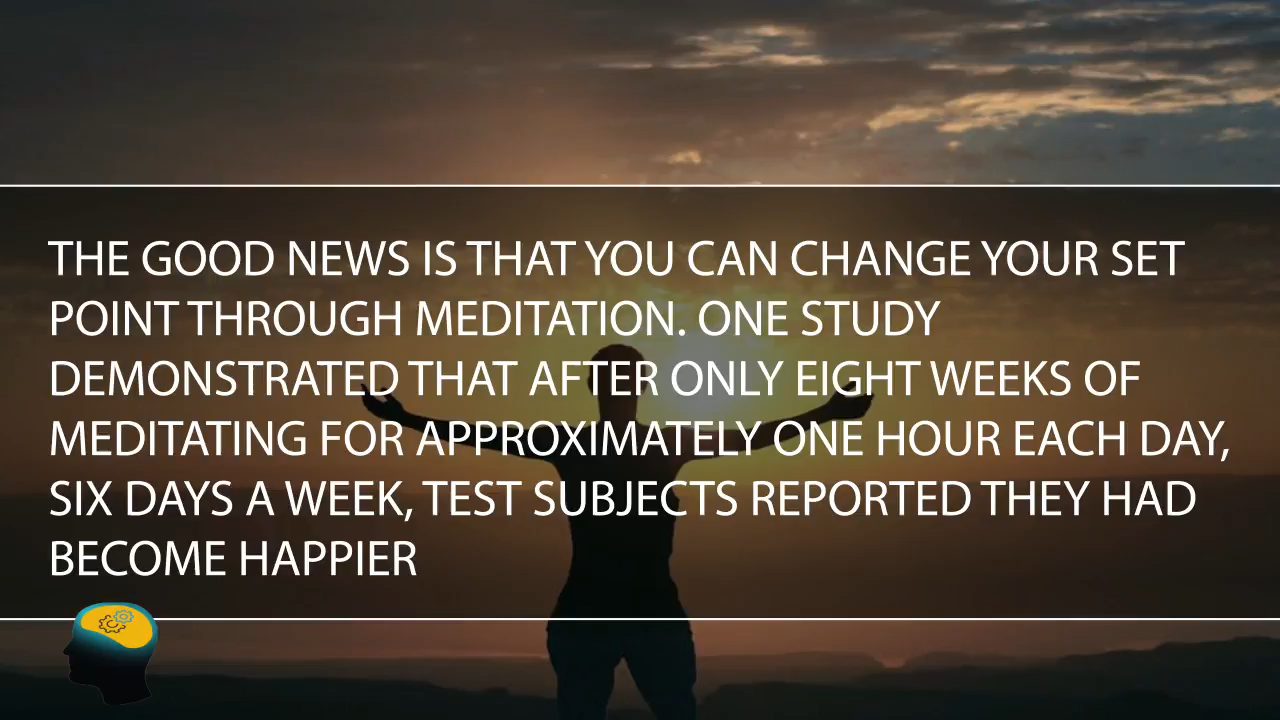 THE GOOD NEWS IS THAT YOU CAN CHANGE YOUR SET
POINT THROUGH MEDITATION. ONE STUDY
DEMONSTRATED THAT AFTER ONLY EIGHT WEEKS OF
MEDITATING FOR APPROXIMATELY ONE HOUR EACH DAY,
SIX DAYS A WEEK, TEST SUBJECTS REPORTED THEY HAD
BECOME HAPPIER